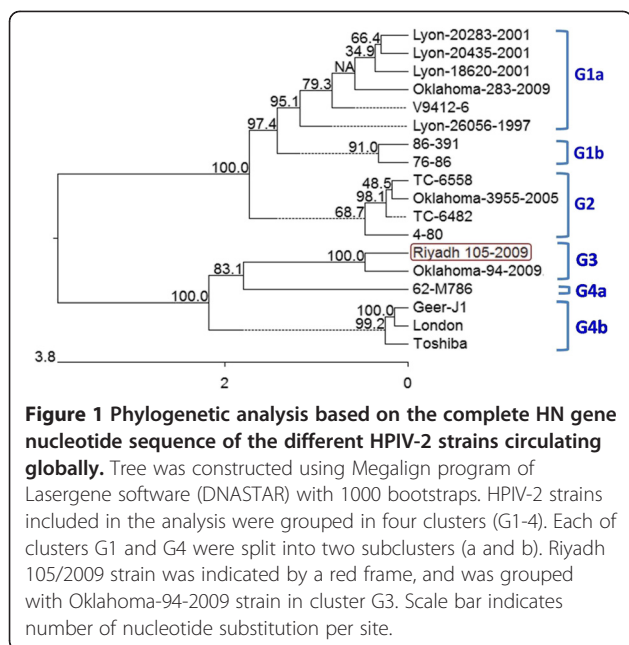 66.4
Lyon-20283-2001
34.9
Lyon-20435-2001
NA
Lyon-18620-2001
G1a
79.3
Oklahoma-283-2009
95.1
V9412-6
97.4
Lyon-26056-1997
91.0
86-391
G1b
76-86
100.0
TC-6558
48.5
Oklahoma-3955-2005
G2
98.1
TC-6482
68.7
4-80
100.0
Riyadh 105-2009
G3
83.1
Oklahoma-94-2009
62-M786
G4a
100.0
100.0
Geer-J1
99.2
London
G4b
Toshiba
3.8
2
0
Figure 1 Phylogenetic analysis based on the complete HN gene
nucleotide sequence of the different HPIV-2 strains circulating
globally. Tree was constructed using Megalign program of
Lasergene software (DNASTAR) with 1000 bootstraps. HPIV-2 strains
included in the analysis were grouped in four clusters (G1-4). Each of
clusters G1 and G4 were split into two subclusters (a and b). Riyadh
105/2009 strain was indicated by a red frame, and was grouped
with Oklahoma-94-2009 strain in cluster G3. Scale bar indicates
number of nucleotide substitution per site.